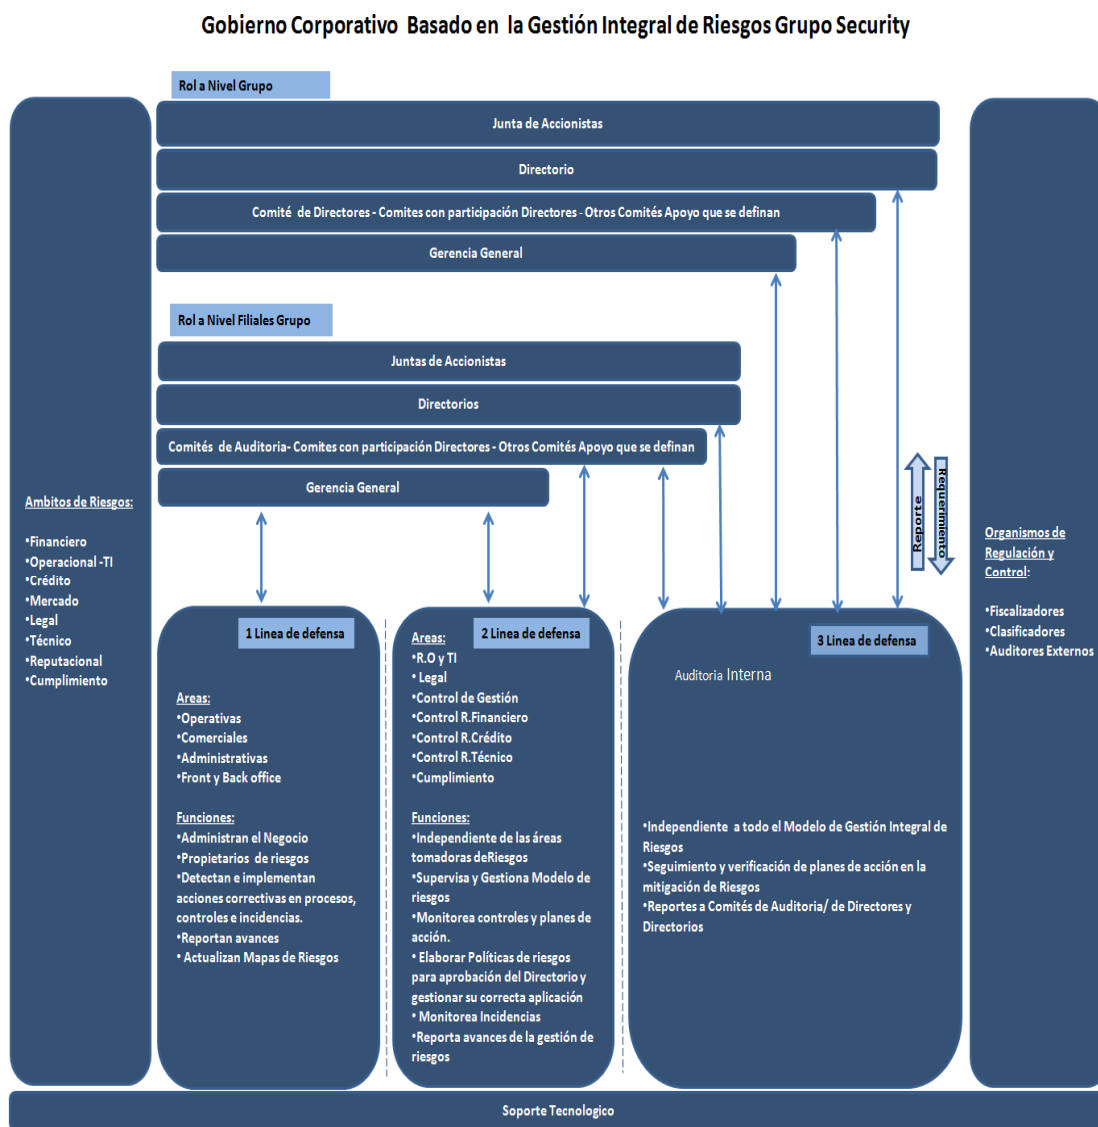 Gobierno Corporativo Basado en la Gestión Integral de Riesgos Grupo Security
Rol a Nivel Grupo
Junta de Accionistas
Directorio
Comité de Directores - Comites con participación Directores - Otros Comités Apoyo que se definan
Gerencia General
Rol a Nivel Filiales Grupo
Juntas de Accionistas
Directorios
Comités de Auditoria- Comites con participación Directores - Otros Comités Apoyo que se definan
Gerencia General
Ambitos de Riesgos:
•Financiero
•Operacional -TI
•Crédito
•Mercado
•Legal
•Técnico
•Reputacional
•Cumplimiento
Reporte
Requerimiento
Organismos de
Regulación y
Control:
•Fiscalizadores
•Clasificadores
•Auditores Externos
1 Linea de defensa
Areas:
•Operativas
•Comerciales
•Administrativas
•Front y Back office
Funciones:
•Administran el Negocio
•Propietarios de riesgos
•Detectan e implementan
acciones correctivas en procesos,
controles e incidencias.
•Reportan avances
• Actualizan Mapas de Riesgos
2 Linea de defensa
Areas:
•R.O y TI
• Legal
•Control de Gestión
•Control R.Financiero
•Control R.Crédito
•Control R.Técnico
•Cumplimiento
Funciones:
•Independiente de las áreas
tomadoras deRiesgos
•Supervisa y Gestiona Modelo de
riesgos
•Monitorea controles y planes de
acción.
• Elaborar Políticas de riesgos
para aprobación del Directorio y
gestionar su correcta aplicación
• Monitorea Incidencias
•Reporta avances de la gestión de
riesgos
3 Linea de defensa
Auditoria Interna
•Independiente a todo el Modelo de Gestión Integral de
Riesgos
•Seguimiento y verificación de planes de acción en la
mitigación de Riesgos
•Reportes a Comités de Auditoria/ de Directores y
Directorios
Soporte Tecnologico